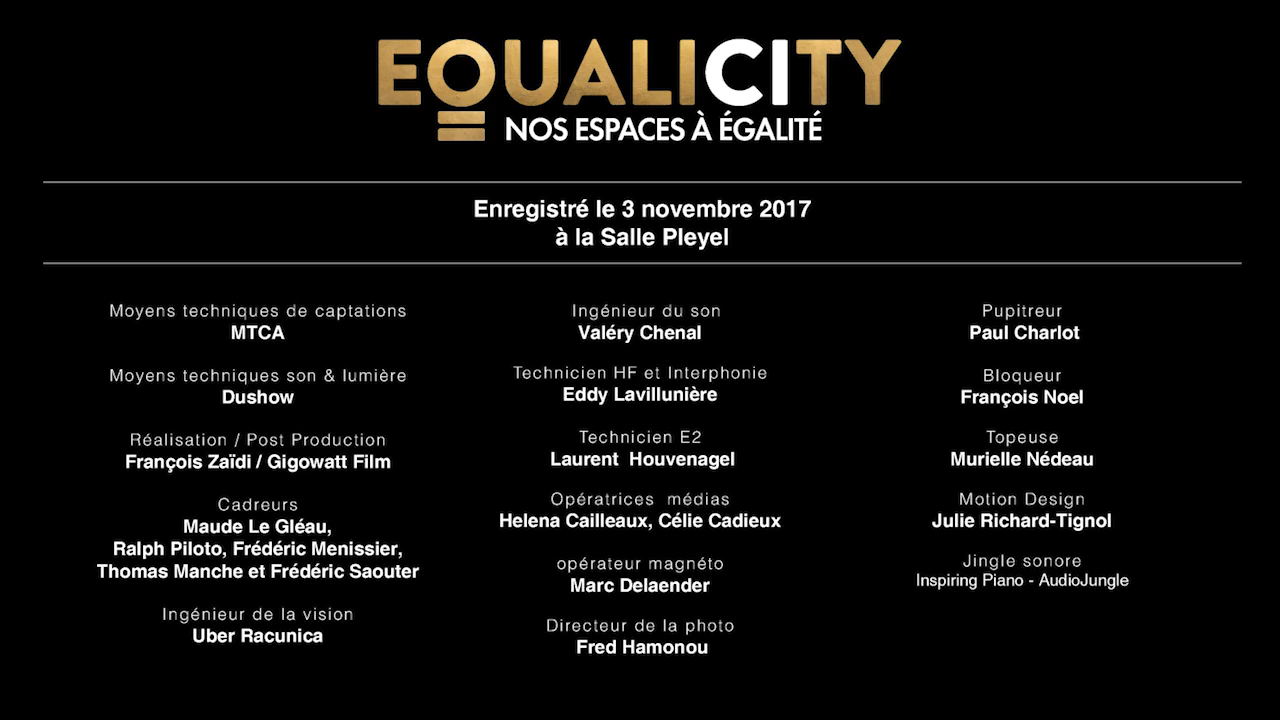 EQUALICITY
= NOS ESPACES À ÉGALITÉ
Enregistré le 3 novembre 2017
à la Salle Pleyel
Moyens techniques de captations
MTCA
Moyens techniques son & lumière
Dushow
Réalisation / Post Production
François Zaïdi / Gigowatt Film
Cadreurs
Maude Le Gléau,
Ralph Piloto, Frédéric Menissier,
Thomas Manche et Frédéric Saouter
Ingénieur de la vision
Uber Racunica
Ingénieur du son
Valéry Chenal
Technicien HF et Interphonie
Eddy Lavillunière
Technicien E2
Laurent  Houvenagel
Opératrices  médias
Helena Cailleaux, Célie Cadieux
opérateur magnéto
Marc Delaender
Directeur de la photo
Fred Hamonou
Pupitreur
Paul Charlot
Bloqueur
François Noel
Topeuse
Murielle Nédeau
Motion Design
Julie Richard-Tignol
Jingle sonore
Inspiring Piano - AudioJungle